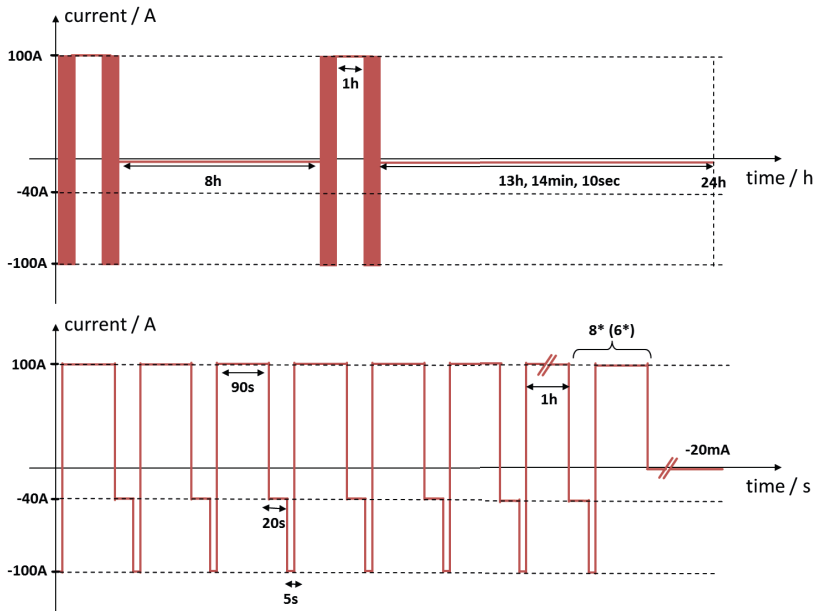 current / A
100A
1h
8h
13h, 14min, 10sec
24h
time / h
-40A
-100A
current / A
8* (6*)
100A
90s
1h
-20mA
time / s
-40A
20s
-100A
5s